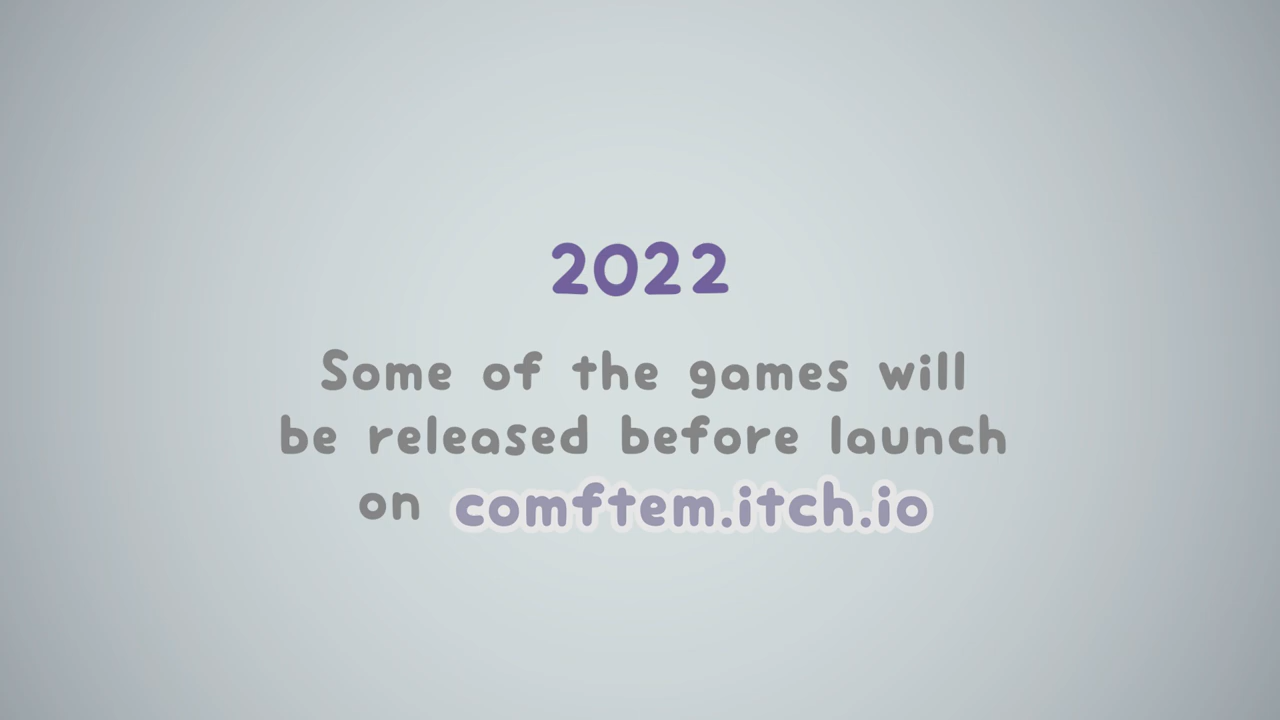 2022
Some of the games will
be released before launch
on comftem.itch.io